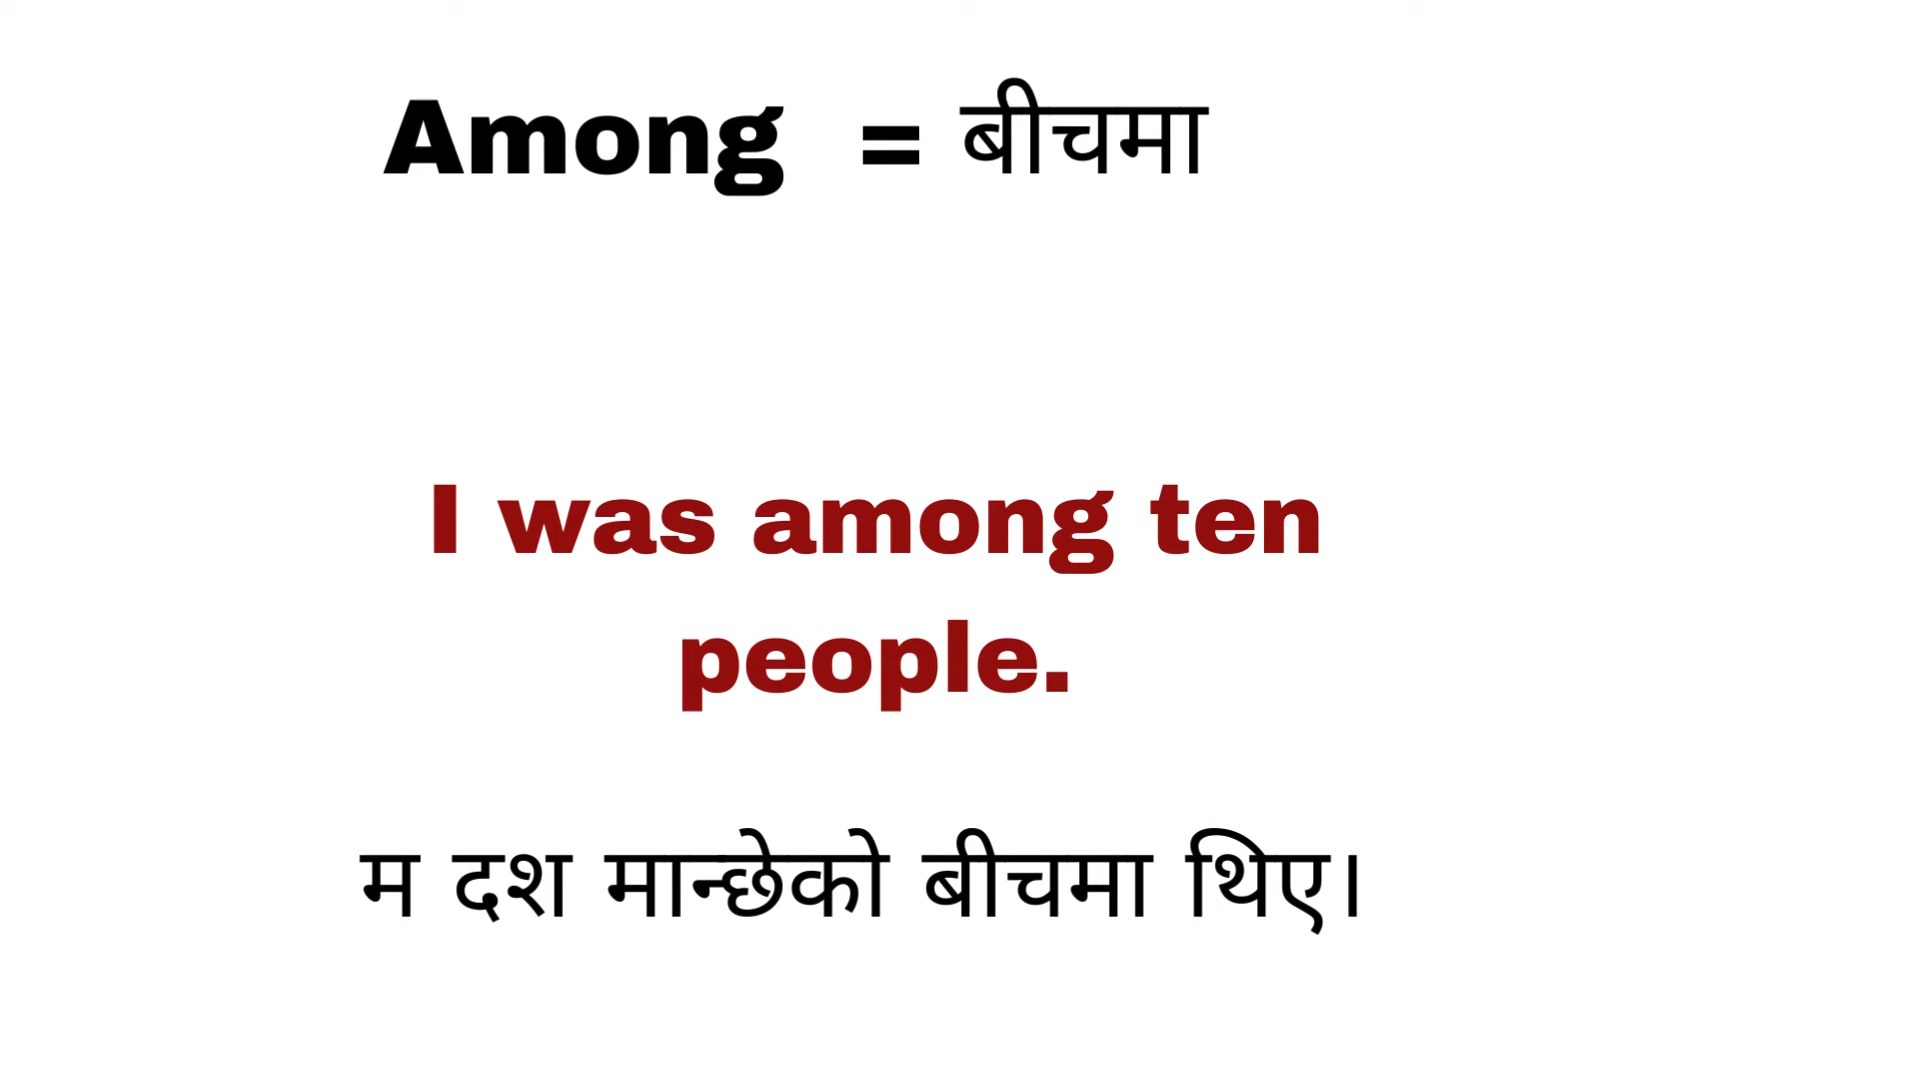 Among = बीचमा
I was among ten
people.
म दश मान्छेको बीचमा थिए।